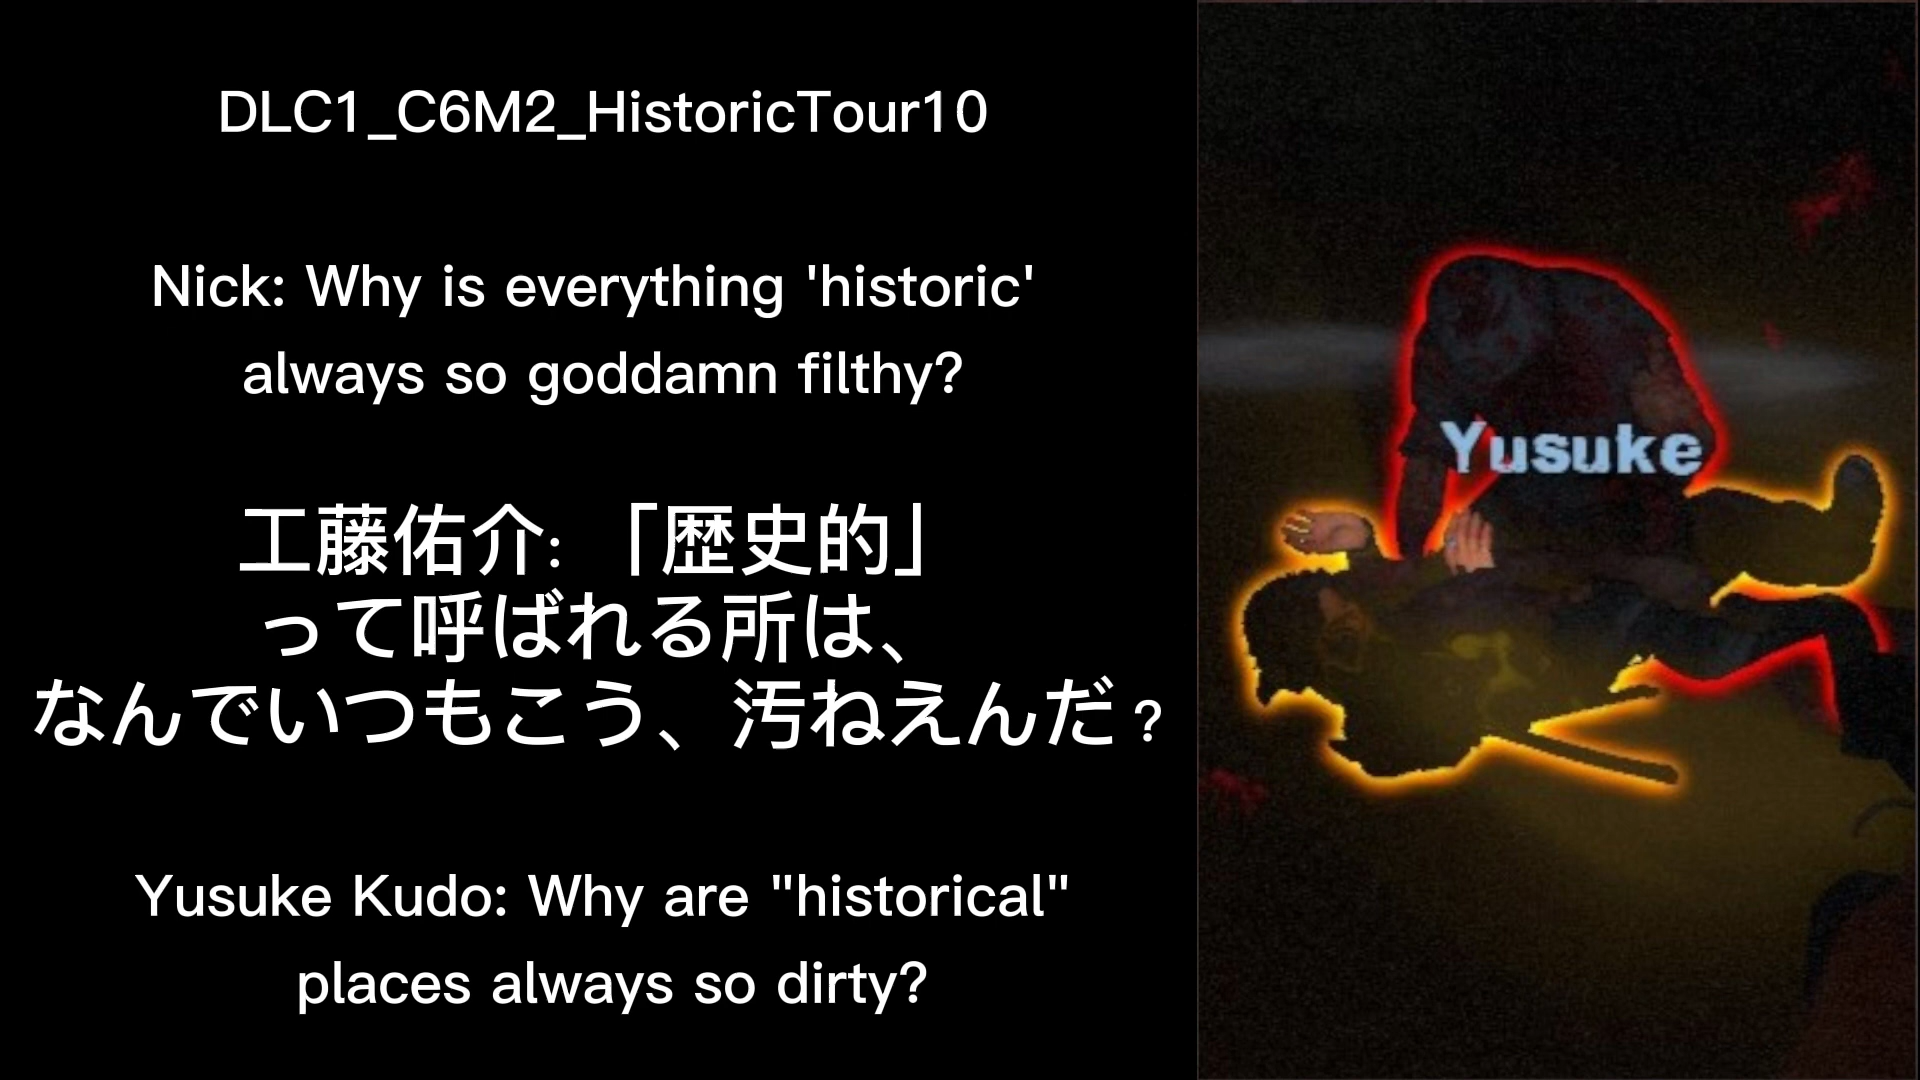 DLC1_C6M2_HistoricTour10
Nick: Why is everything 'historic'
always so goddamn filthy?
工藤佑介: 「歴史的」
って呼ばれる所は、
なんでいつもこう、汚ねえんだ？
Yusuke Kudo: Why are "historical"
places always so dirty?
Yusuke